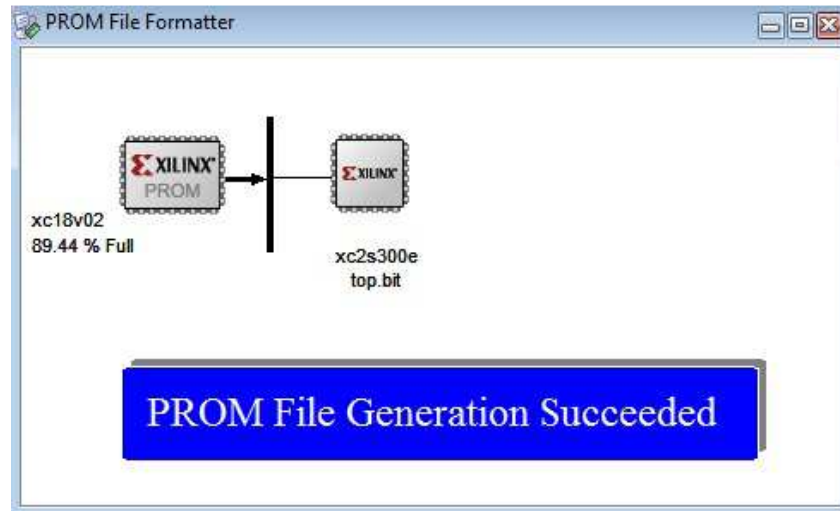 PROM File Formatter
XILINX
PROM
XILINX
xc18v02
89.44 % Full
xc2s300e
top.bit
PROM File Generation Succeeded